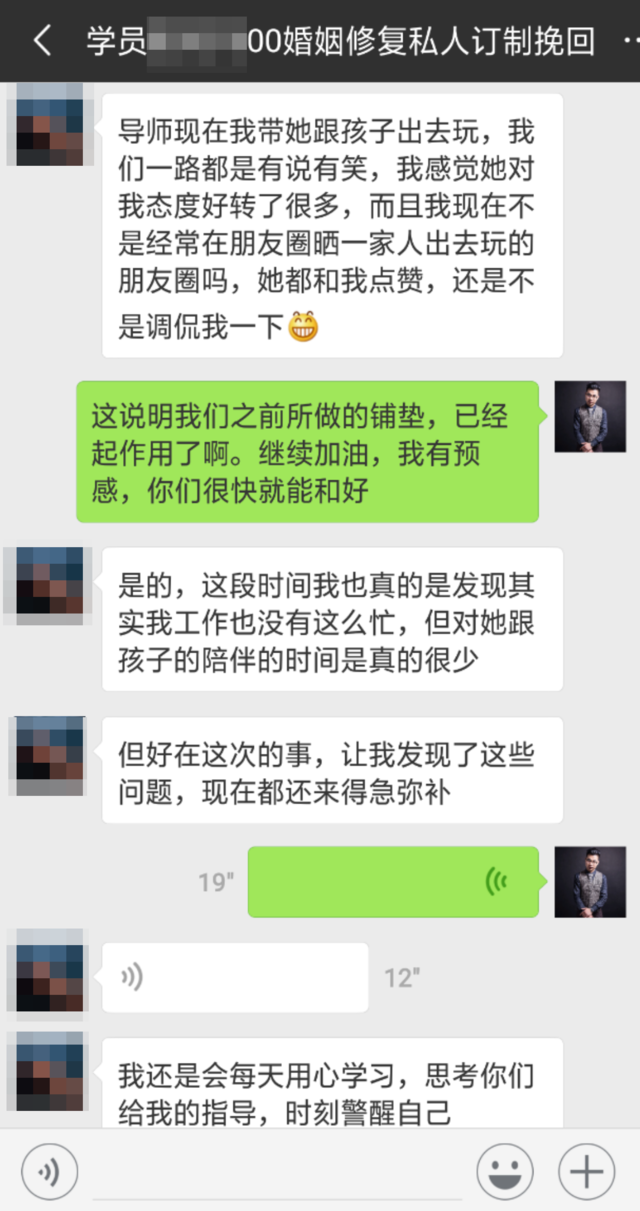 学员 00婚姻修复私人订制挽回
导师现在我带她跟孩子出去玩，我
们一路都是有说有笑，我感觉她对
我态度好转了很多，而且我现在不
是经常在朋友圈晒一家人出去玩的
朋友圈吗，她都和我点赞，还是不
是调侃我一下😁
这说明我们之前所做的铺垫，已经
起作用了啊。继续加油，我有预
感，你们很快就能和好
是的，这段时间我也真的是发现其
实我工作也没有这么忙，但对她跟
孩子的陪伴的时间是真的很少
但好在这次的事，让我发现了这些
问题，现在都还来得急弥补
19"
12"
我还是会每天用心学习，思考你们
给我的指导，时刻警醒自己